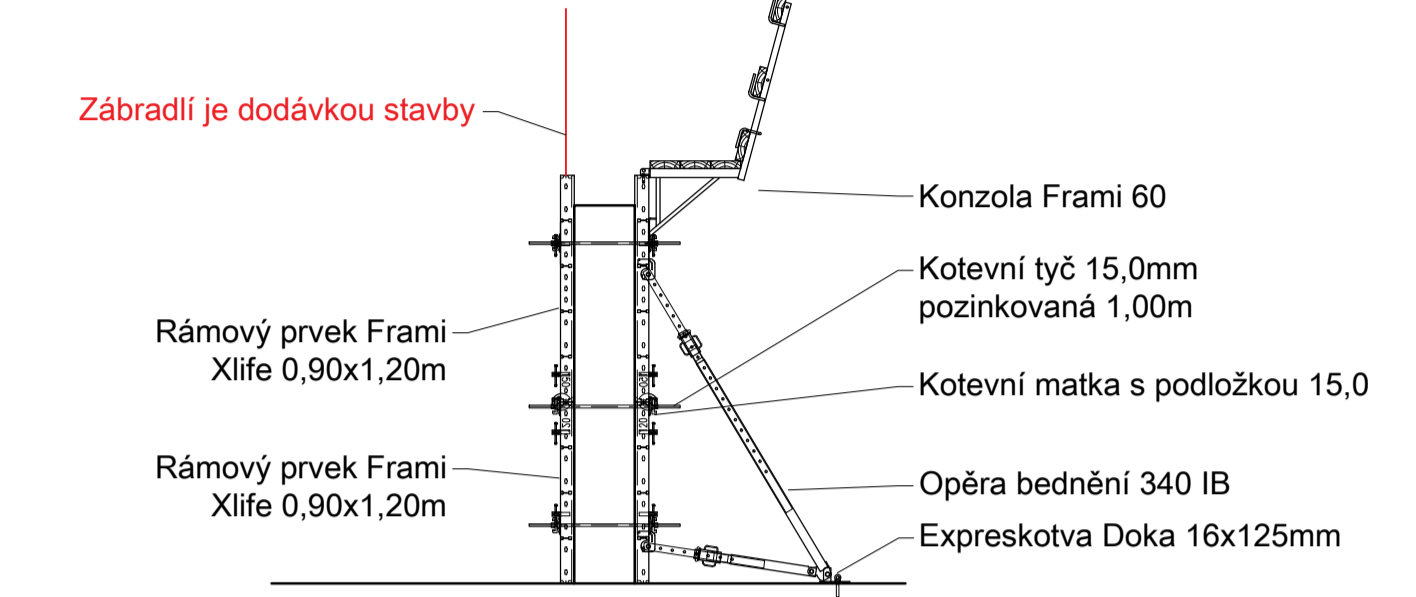 Zábradlí je dodávkou stavby
Konzola Frami 60
Kotevní tyč 15,0mm
pozinkovaná 1,00m
Rámový prvek Frami
Xlife 0,90x1,20m
Kotevní matka s podložkou 15,0
Rámový prvek Frami
Xlife 0,90x1,20m
Opěra bednění 340 IB
Expreskotva Doka 16x125mm